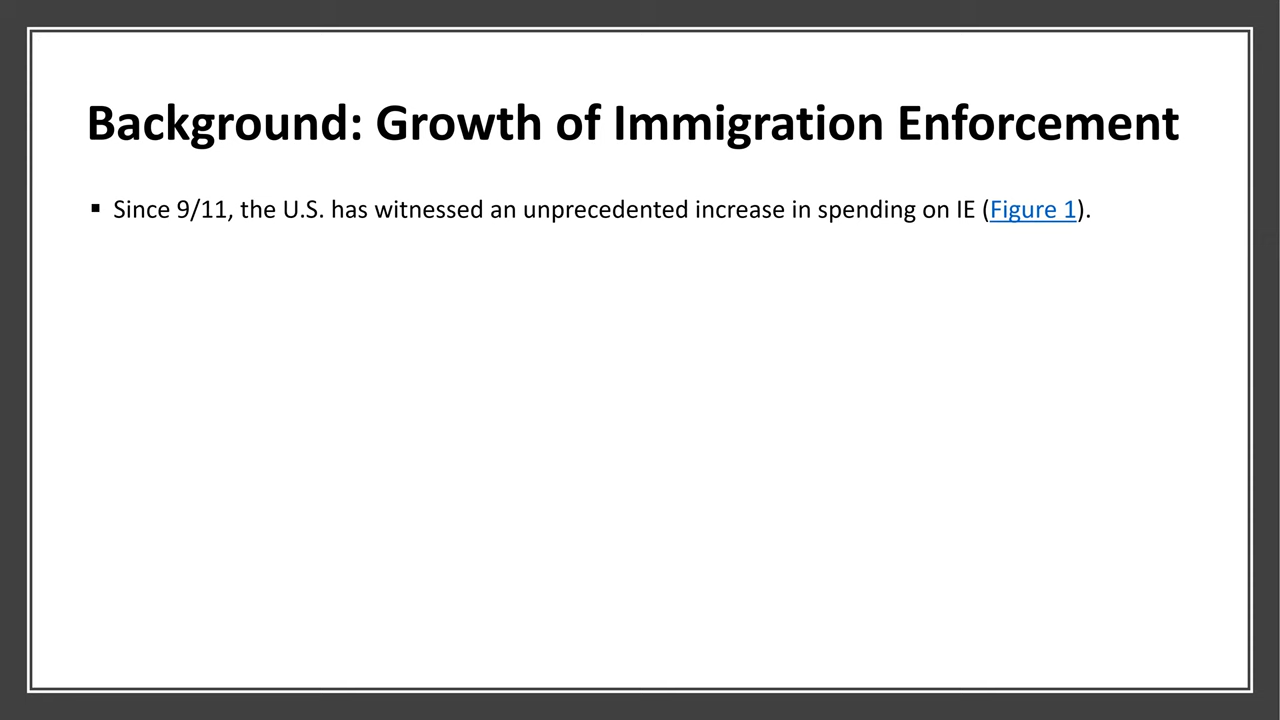 Background: Growth of Immigration Enforcement
▪ Since 9/11, the U.S. has witnessed an unprecedented increase in spending on IE (Figure 1).